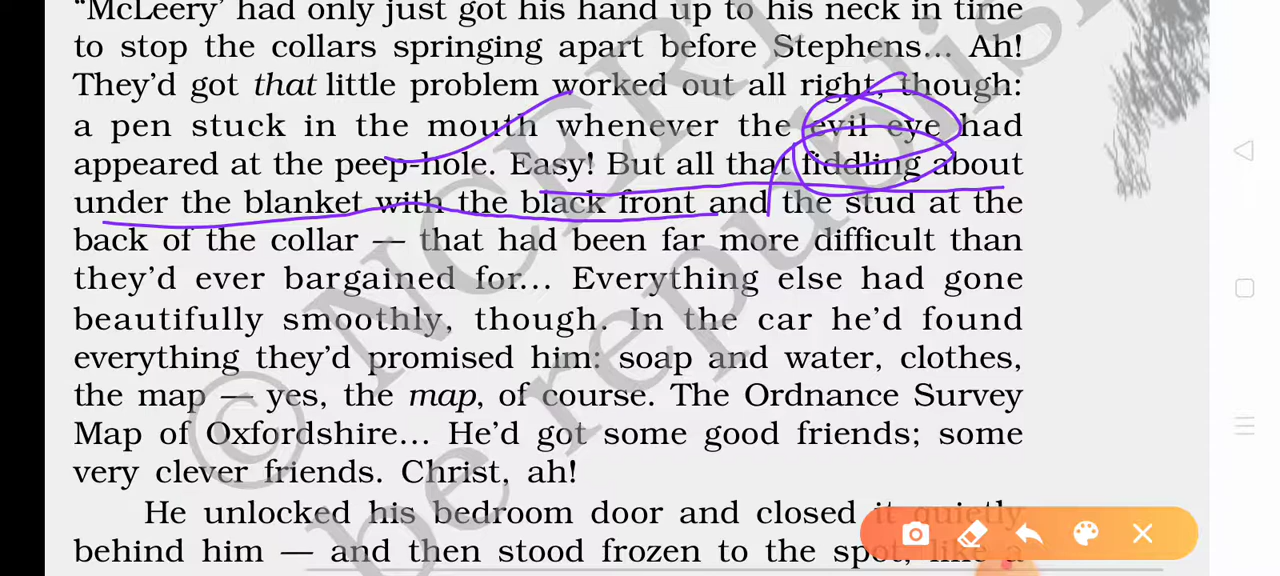 “McLeery’ had only just got his hand up to his neck in time
to stop the collars springing apart before Stephens... Ah!
They’d got that little problem worked out all right, though:
a pen stuck in the mouth whenever the evil eye had
appeared at the peep-hole. Easy! But all that fiddling about
under the blanket with the black front and the stud at the
back of the collar — that had been far more difficult than
they’d ever bargained for... Everything else had gone
beautifully smoothly, though. In the car he’d found
everything they’d promised him: soap and water, clothes,
the map — yes, the map, of course. The Ordnance Survey
Map of Oxfordshire... He’d got some good friends; some
very clever friends. Christ, ah!
He unlocked his bedroom door and closed it quietly
behind him — and then stood frozen to the spot, like a
© NCERT
be republish